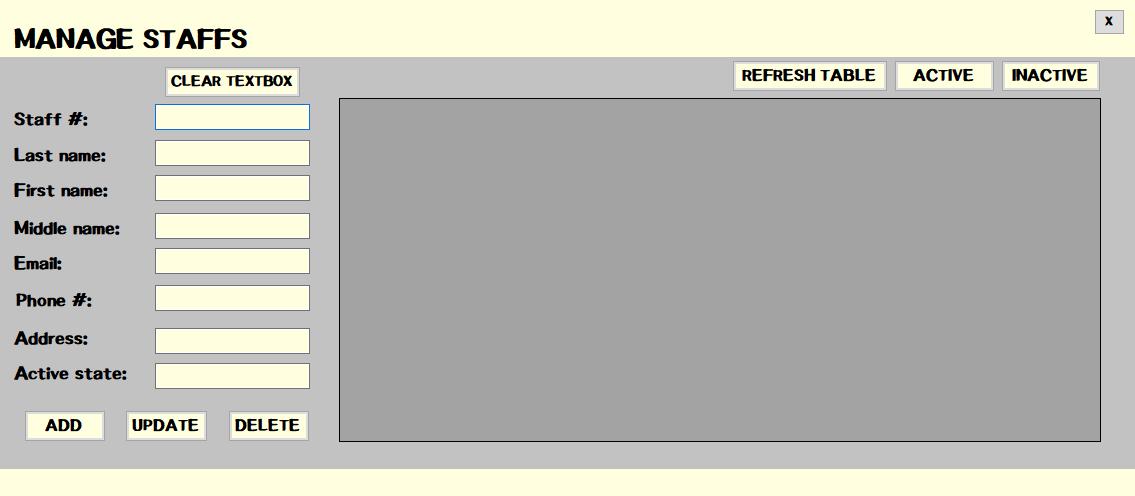 MANAGE STAFFS
X
CLEAR TEXTBOX
REFRESH TABLE
ACTIVE
INACTIVE
Staff #:
Last name:
First name:
Middle name:
Email:
Phone #:
Address:
Active state:
ADD
UPDATE
DELETE